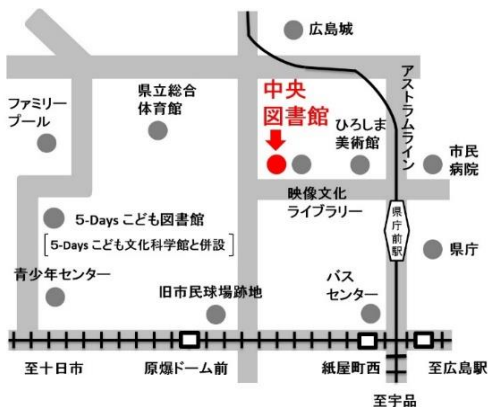 広島城
中央
図書館
県立総合
体育館
ファミリー
プール
ひろしま
美術館
アストラムライン
市民
病院
映像文化
ライブラリー
県庁前駅
5-Days こども図書館
[5-Days こども文化科学館と併設]
県庁
青少年センター
旧市民球場跡地
バス
センター
至十日市
原爆ドーム前
紙屋町西
至広島駅
至宇品